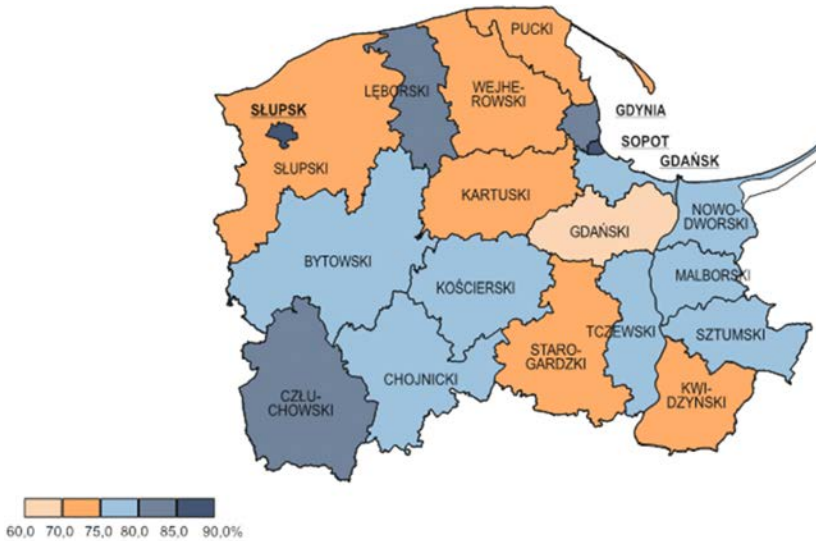 PUCKI
LĘBORSKI
WEJHE-
ROWSKI
SŁUPSK
GDYNIA
SOPOT
GDAŃSK
SŁUPSKI
KARTUSKI
NOWO-
DWORSKI
GDAŃSKI
BYTOWSKI
KOŚCIERSKI
MALBORSKI
TCZEWSKI
SZTUMSKI
STARO-
GARDZKI
CHOJNICKI
CZŁU-
CHOWSKI
KWI-
DZYŃSKI
60,0 70,0 75,0 80,0 85,0 90,0%